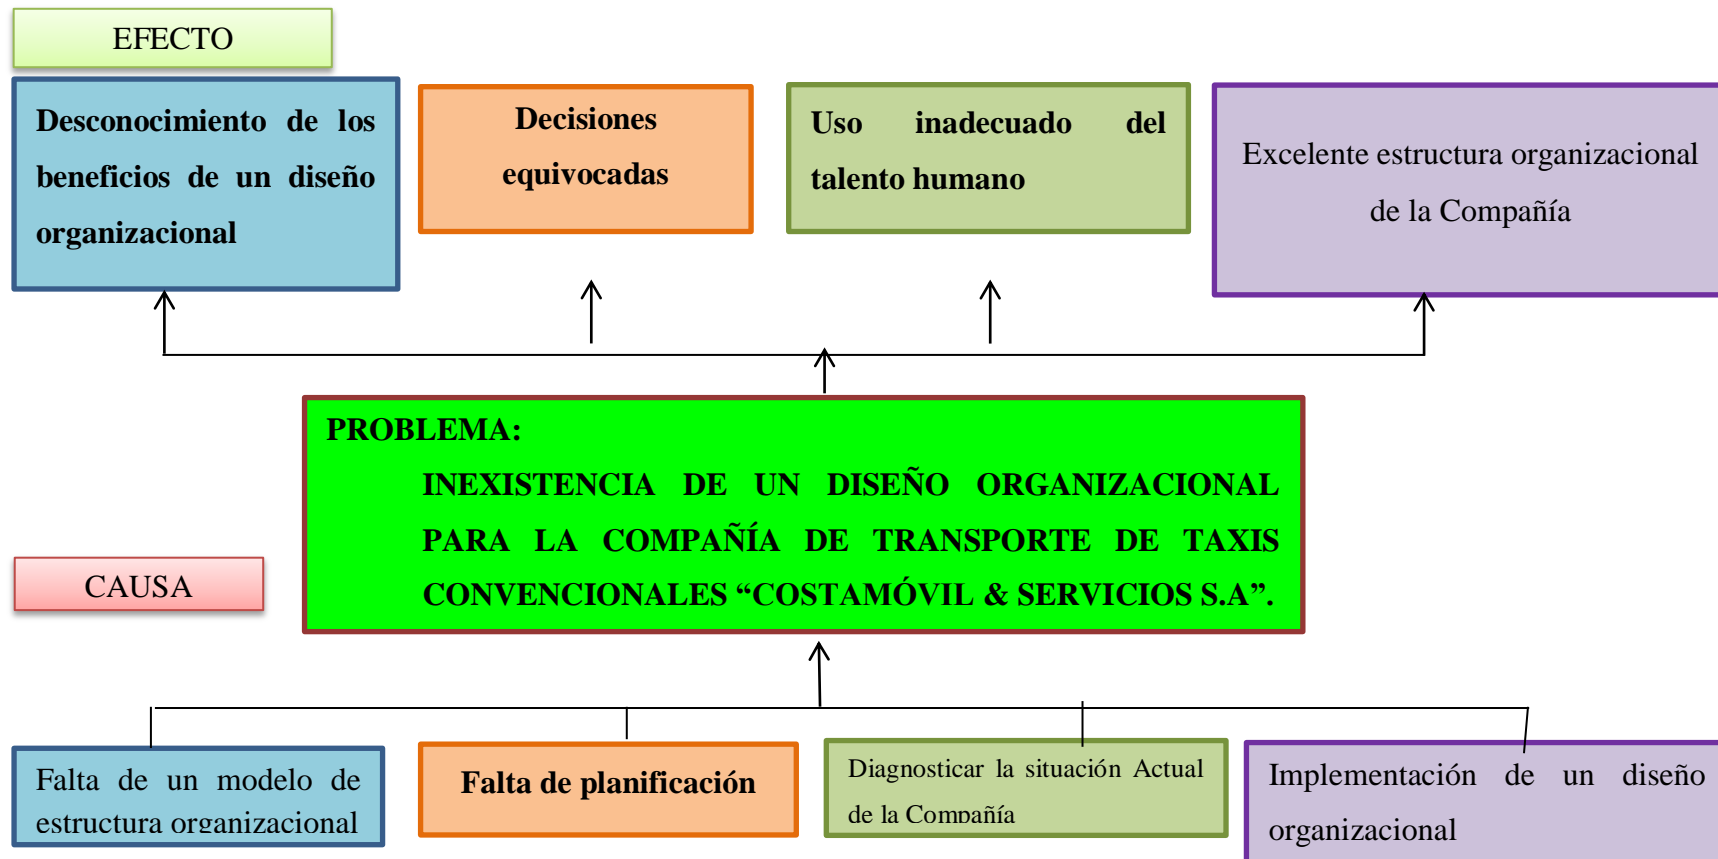 EFECTO
Desconocimiento de los
beneficios de un diseño
organizacional
Decisiones
equivocadas
Uso inadecuado del
talento humano
Excelente estructura organizacional
de la Compañía
PROBLEMA:
INEXISTENCIA DE UN DISEÑO ORGANIZACIONAL
PARA LA COMPAÑÍA DE TRANSPORTE DE TAXIS
CONVENCIONALES “COSTAMÓVIL & SERVICIOS S.A”.
CAUSA
Falta de un modelo de
estructura organizacional
Falta de planificación
Diagnosticar la situación Actual
de la Compañía
Implementación de un diseño
organizacional